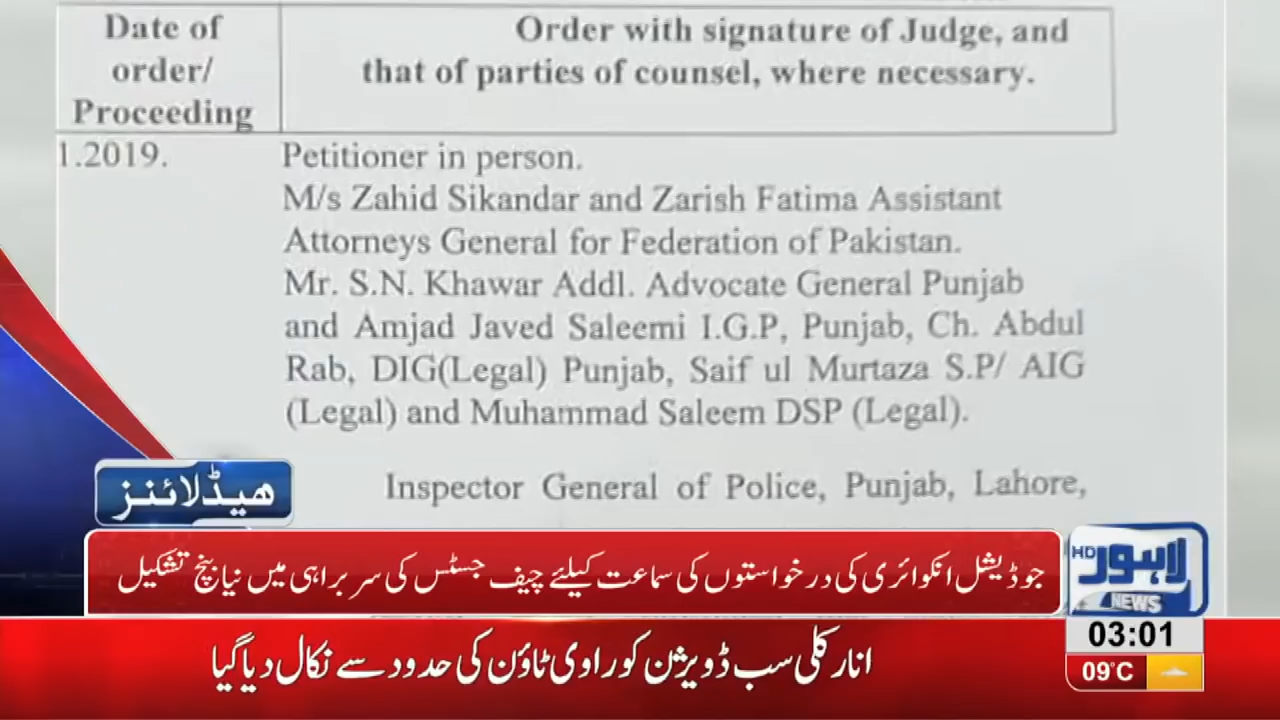 Date of
order/
Proceeding
Order with signature of Judge, and
that of parties of counsel, where necessary.
1.2019.
Petitioner in person.
M/s Zahid Sikandar and Zarish Fatima Assistant
Attorneys General for Federation of Pakistan.
Mr. S.N. Khawar Addl. Advocate General Punjab
and Amjad Javed Saleemi I.G.P, Punjab, Ch. Abdul
Rab, DIG(Legal) Punjab, Saif ul Murtaza S.P/ AIG
(Legal) and Muhammad Saleem DSP (Legal).
Inspector General of Police, Punjab, Lahore,
ھیڈلائنز
جوڈیشل انکوائری کی درخواستوں کی سماعت کیلئے چیف جسٹس کی سربراہی میں نیا بنچ تشکیل
HD لاہور
NEWS
03:01
انار کلی سب ڈویژن کو راوی ٹاؤن کی حدود سے نکال دیا گیا
09°C